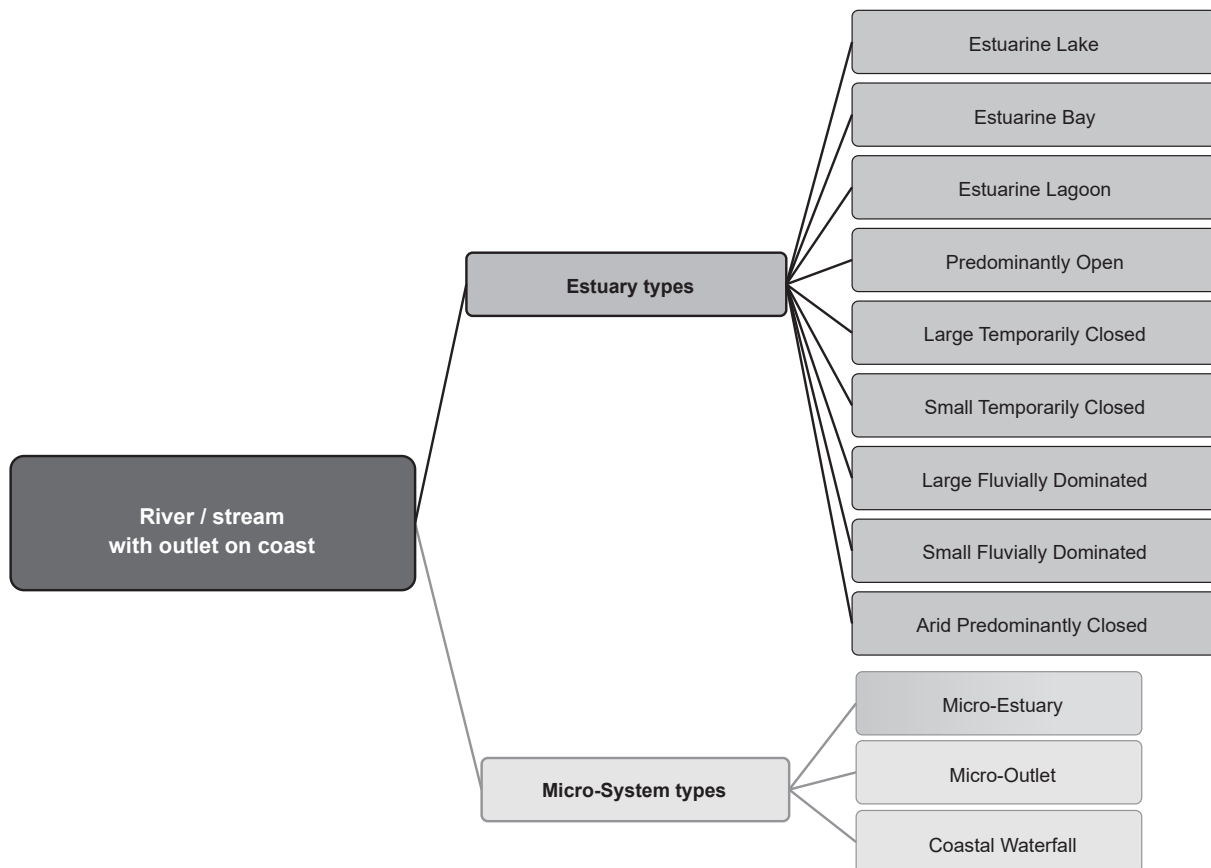 River / stream
with outlet on coast
Estuary types
Estuarine Lake
Estuarine Bay
Estuarine Lagoon
Predominantly Open
Large Temporarily Closed
Small Temporarily Closed
Large Fluvially Dominated
Small Fluvially Dominated
Arid Predominantly Closed
Micro-System types
Micro-Estuary
Micro-Outlet
Coastal Waterfall